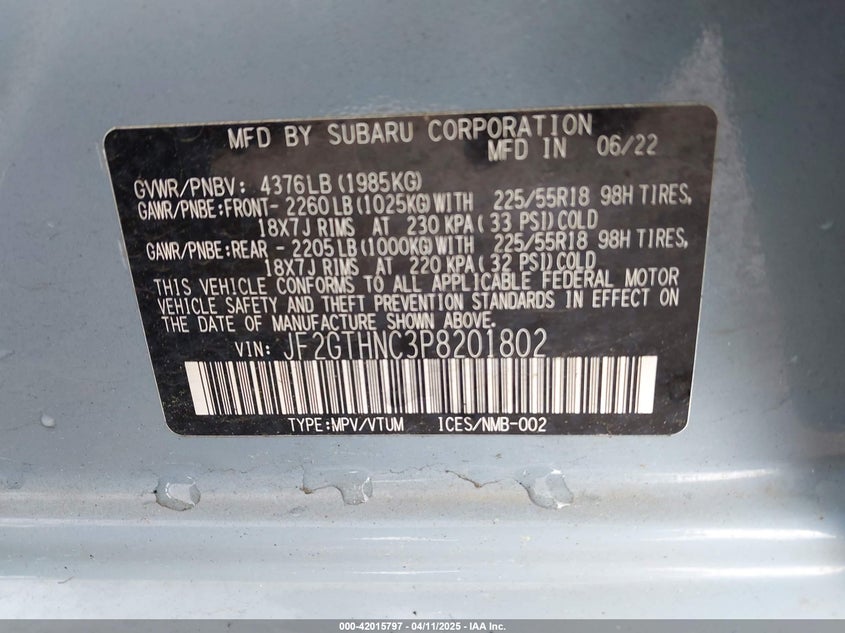 MFD BY SUBARU CORPORATION
MFD IN 06/22
GVWR/PNBV: 4376LB(1985KG)
GAWR/PNBE:FRONT- 2260LB(1025KG)WITH 225/55R18 98H TIRES,
18X7J RIMS AT 230 KPA( 33 PSI)COLD
GAWR/PNBE:REAR - 2205LB(1000KG)WITH 225/55R18 98H TIRES,
18X7J RIMS AT 220 KPA( 32 PSI)COLD
THIS VEHICLE CONFORMS TO ALL APPLICABLE FEDERAL MOTOR
VEHICLE SAFETY AND THEFT PREVENTION STANDARDS IN EFFECT ON
THE DATE OF MANUFACTURE SHOWN ABOVE.
VIN: JF2GTHNC3P8201802
TYPE:MPV/VTUM ICES/NMB-002
000-42015797 - 04/11/2025 - IAA Inc.